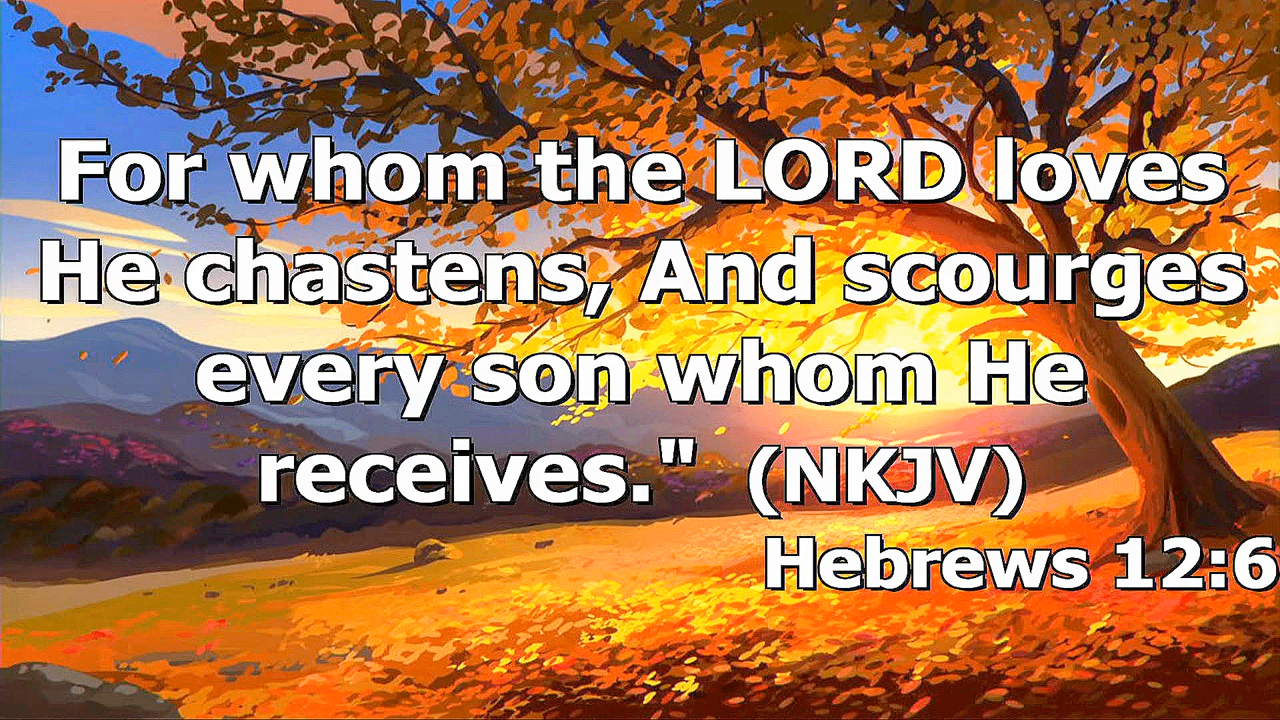 For whom the LORD loves
He chastens, And scourges
every son whom He
receives." (NKJV)
Hebrews 12:6